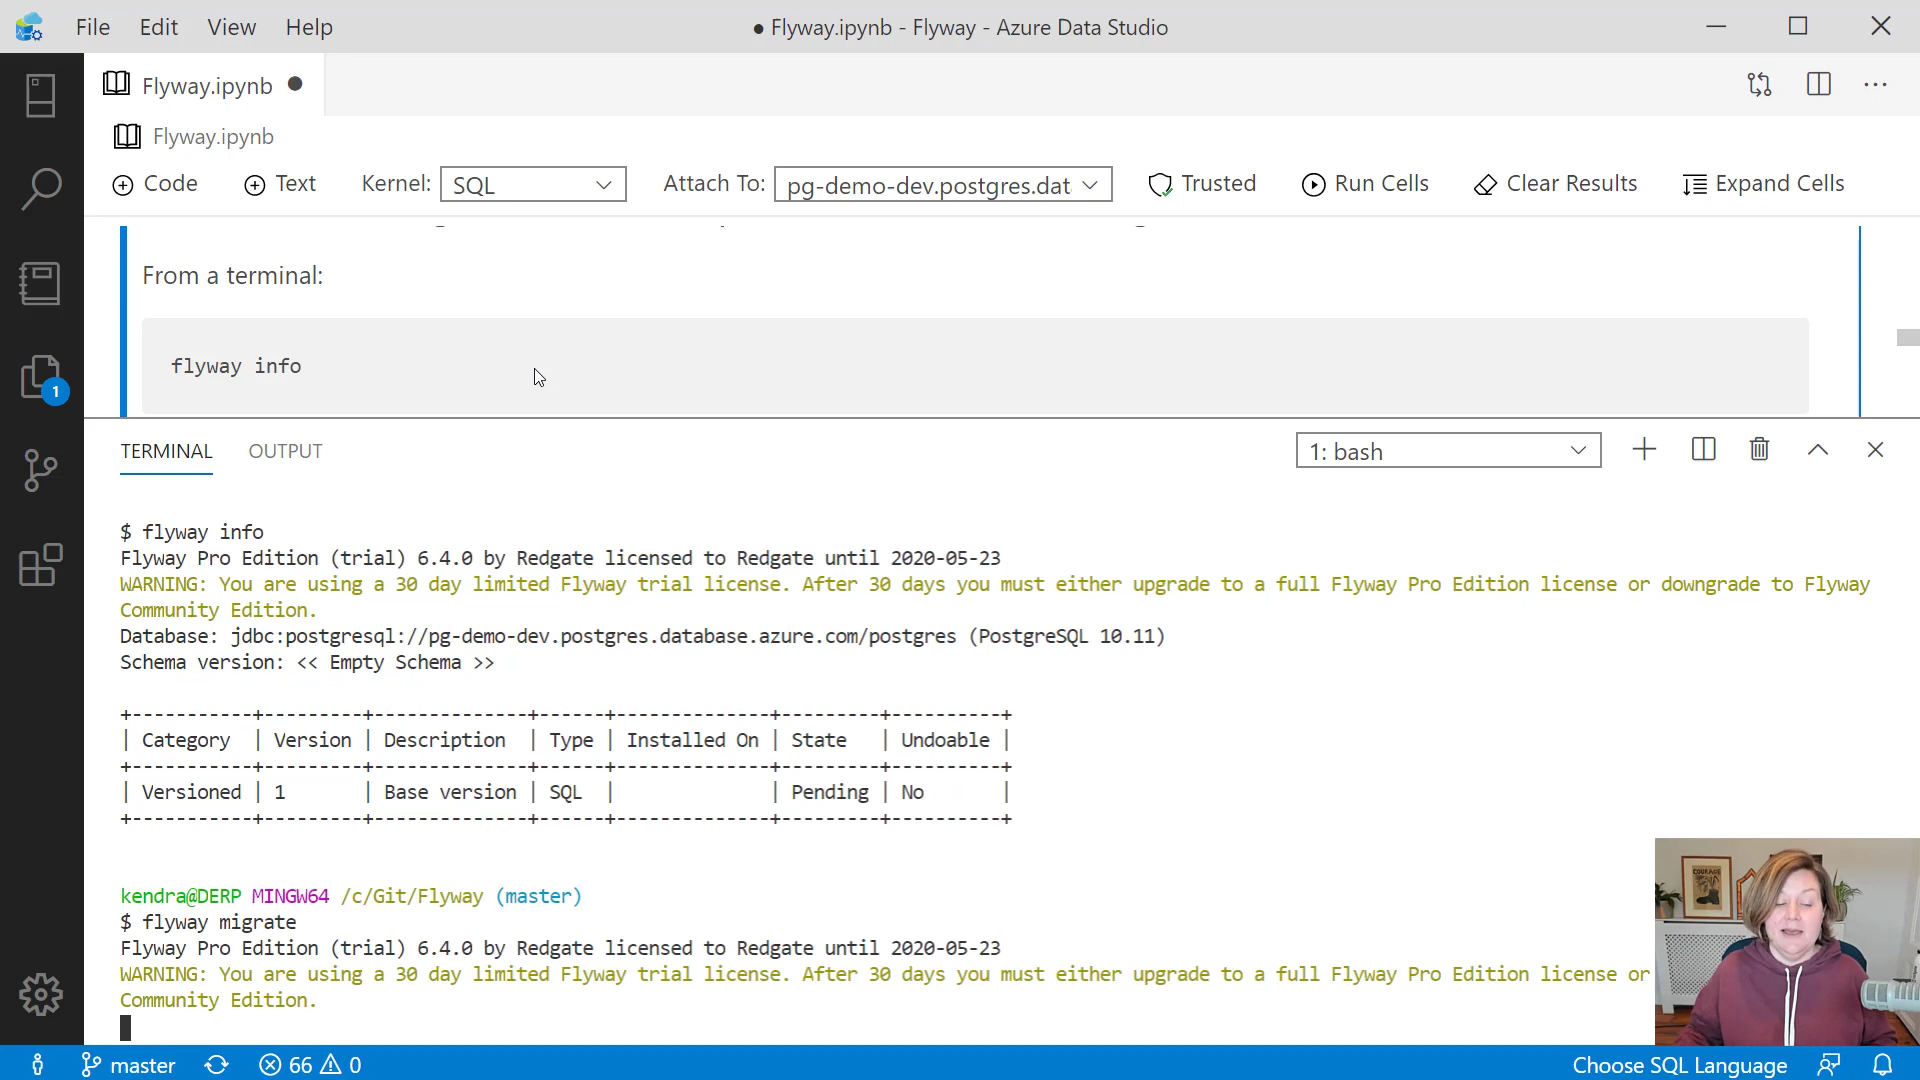 File Edit View Help
● Flyway.ipynb - Flyway - Azure Data Studio
Flyway.ipynb ●
Flyway.ipynb
Code Text Kernel: SQL Attach To: pg-demo-dev.postgres.dat Trusted Run Cells Clear Results Expand Cells
From a terminal:
flyway info
1
TERMINAL OUTPUT 1: bash
$ flyway info
Flyway Pro Edition (trial) 6.4.0 by Redgate licensed to Redgate until 2020-05-23
WARNING: You are using a 30 day limited Flyway trial license. After 30 days you must either upgrade to a full Flyway Pro Edition license or downgrade to Flyway
Community Edition.
Database: jdbc:postgresql://pg-demo-dev.postgres.database.azure.com/postgres (PostgreSQL 10.11)
Schema version: << Empty Schema >>
+-----------+---------+--------------+------+--------------+---------+----------+
| Category  | Version | Description  | Type | Installed On | State   | Undoable |
+-----------+---------+--------------+------+--------------+---------+----------+
| Versioned | 1       | Base version | SQL  |              | Pending | No       |
+-----------+---------+--------------+------+--------------+---------+----------+
kendra@DERP MINGW64 /c/Git/Flyway (master)
$ flyway migrate
Flyway Pro Edition (trial) 6.4.0 by Redgate licensed to Redgate until 2020-05-23
WARNING: You are using a 30 day limited Flyway trial license. After 30 days you must either upgrade to a full Flyway Pro Edition license or
Community Edition.
COURAGE
master 66 0 Choose SQL Language